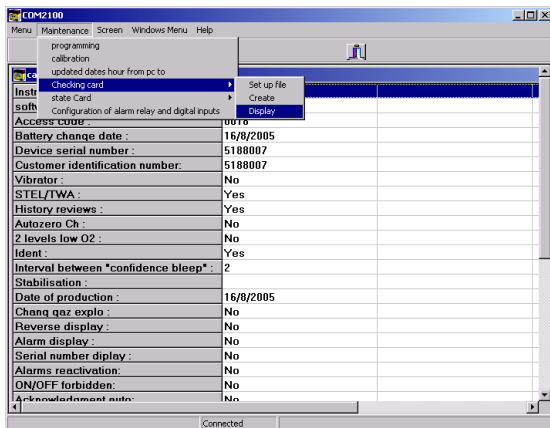 COM2100
Menu Maintenance Screen Windows Menu Help
programming
calibration
updated dates hour from pc to
Checking card
state Card
Configuration of alarm relay and digital inputs
Set up file
Create
Display
ca
Instr
softv
Access code : 0018
Battery change date : 16/8/2005
Device serial number : 5188007
Customer identification number: 5188007
Vibrator : No
STEL/TWA : Yes
History reviews : Yes
Autozero Ch : No
2 levels low O2 : No
Ident : Yes
Interval between "confidence bleep" : 2
Stabilisation :
Date of production : 16/8/2005
Chang gaz explo : No
Reverse display : No
Alarm display : No
Serial number diplay : No
Alarms reactivation: No
ON/OFF forbidden: No
Acknowledgment auto: No
Connected